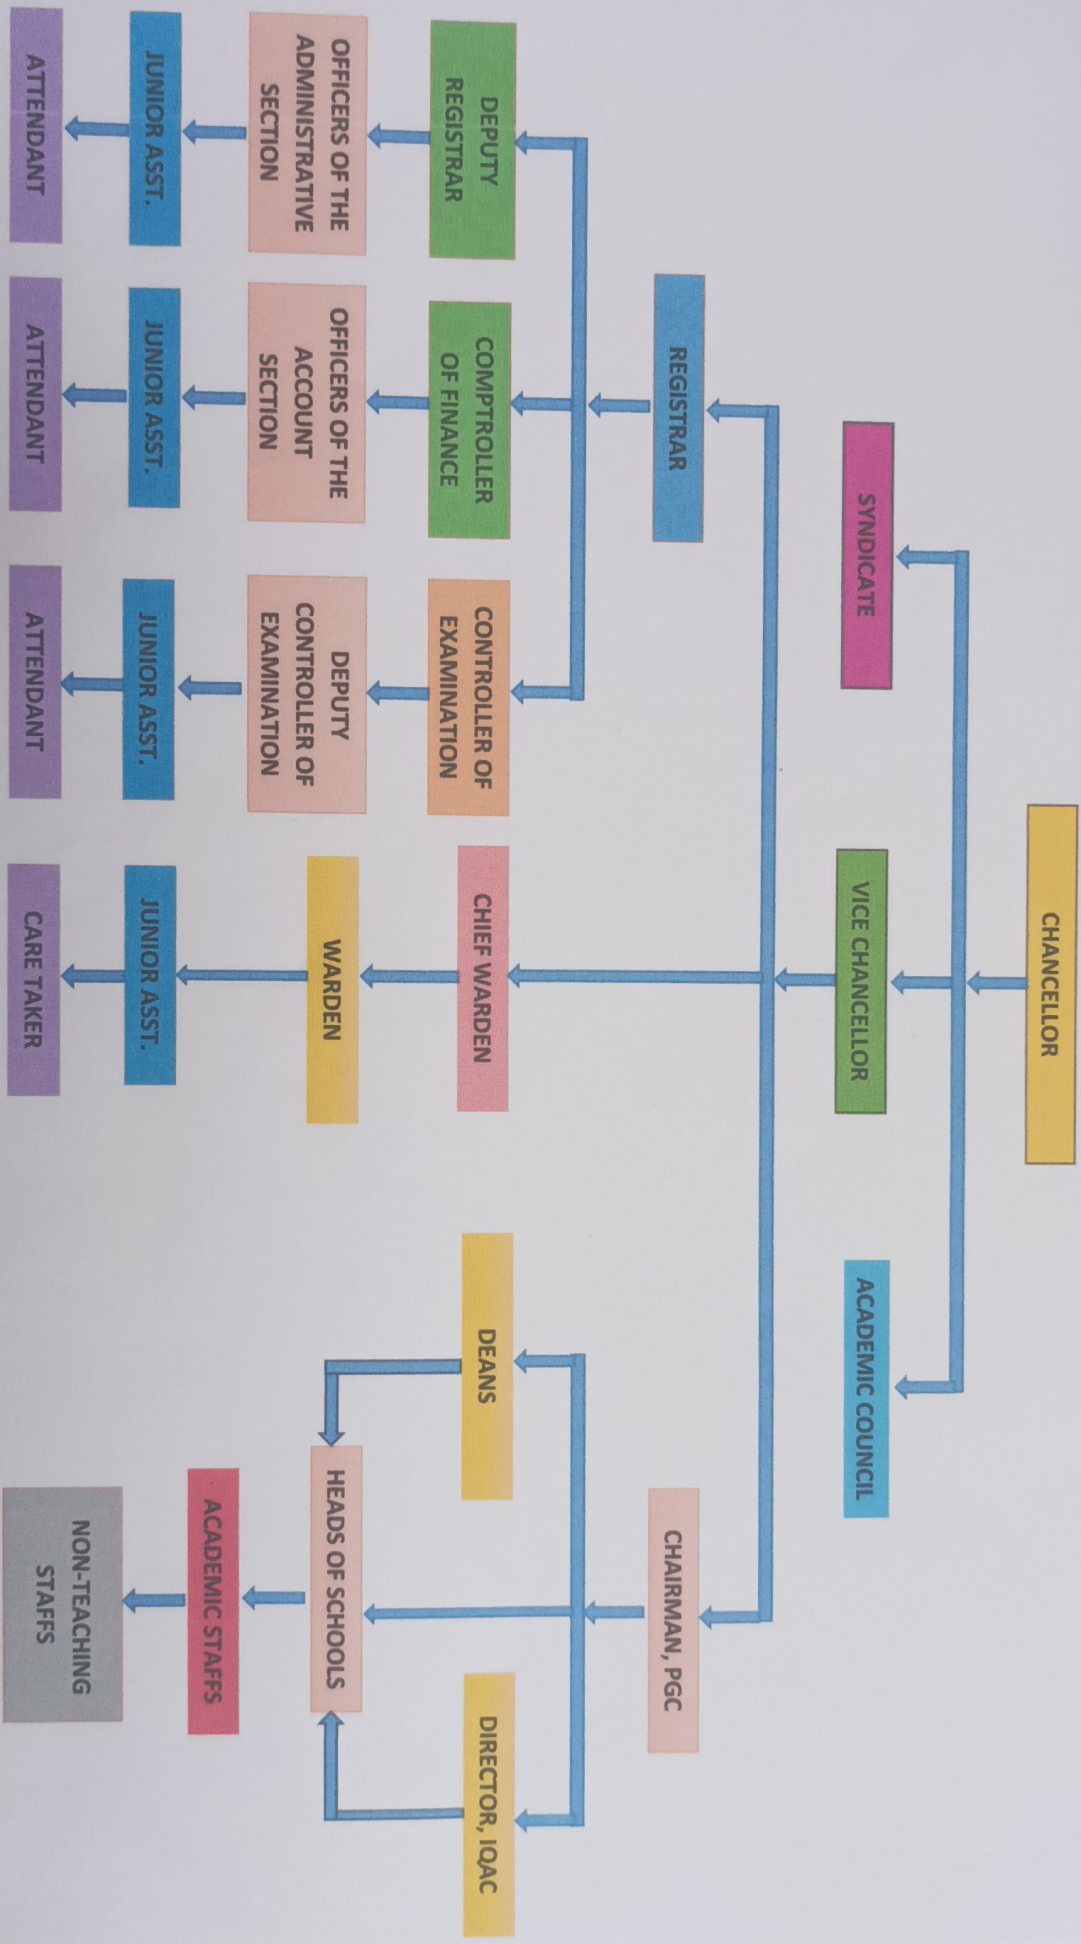 CHANCELLOR
SYNDICATE
VICE CHANCELLOR
ACADEMIC COUNCIL
REGISTRAR
CHAIRMAN, PGC
DEPUTY
REGISTRAR
COMPTROLLER
OF FINANCE
CONTROLLER OF
EXAMINATION
CHIEF WARDEN
DEANS
DIRECTOR, IQAC
OFFICERS OF THE
ADMINISTRATIVE
SECTION
OFFICERS OF THE
ACCOUNT
SECTION
DEPUTY
CONTROLLER OF
EXAMINATION
WARDEN
HEADS OF SCHOOLS
JUNIOR ASST.
JUNIOR ASST.
JUNIOR ASST.
JUNIOR ASST.
ACADEMIC STAFFS
ATTENDANT
ATTENDANT
ATTENDANT
CARE TAKER
NON-TEACHING
STAFFS